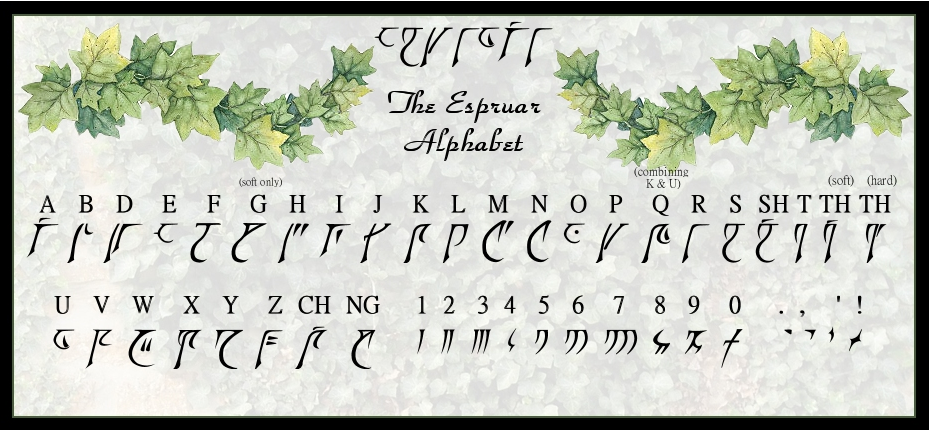 The Espruar
Alphabet
(combining
K & U)
(soft only) (soft) (hard)
A B D E F G H I J K L M N O P Q R S SH T TH TH
U V W X Y Z CH NG 1 2 3 4 5 6 7 8 9 0 . , ' !